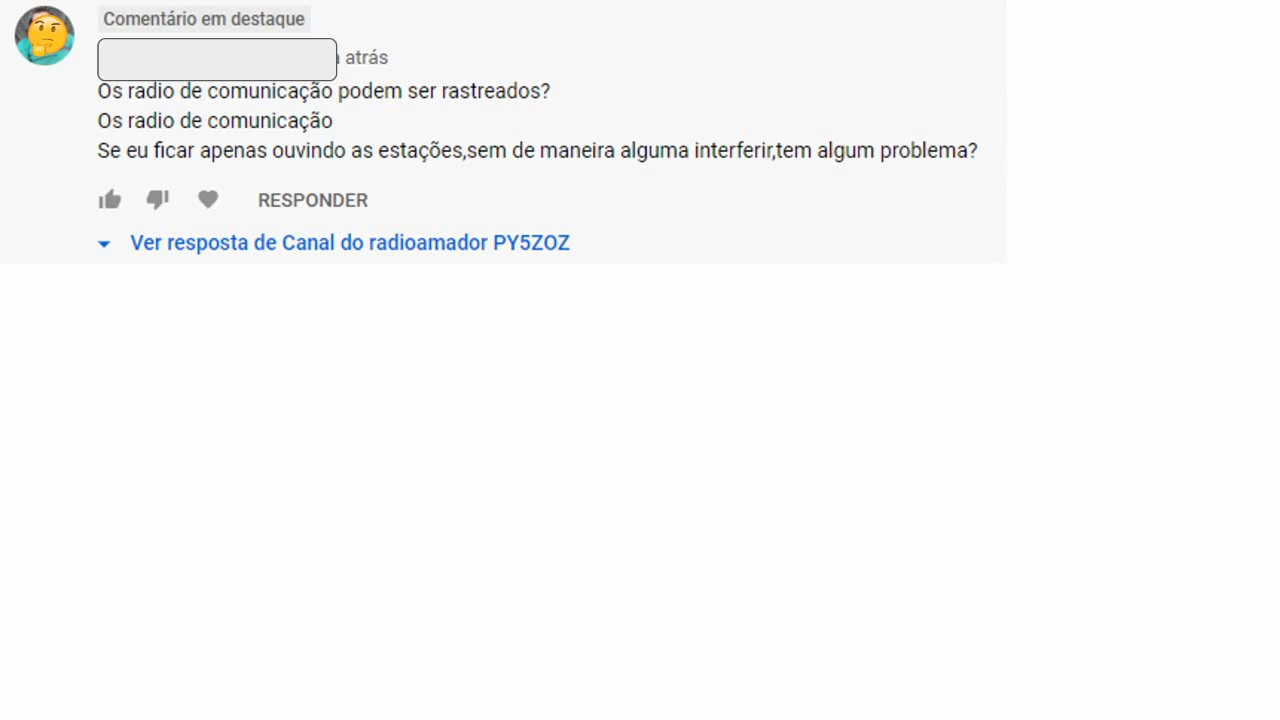 Comentário em destaque
atrás
Os radio de comunicação podem ser rastreados?
Os radio de comunicação
Se eu ficar apenas ouvindo as estações,sem de maneira alguma interferir,tem algum problema?
RESPONDER
Ver resposta de Canal do radioamador PY5ZOZ